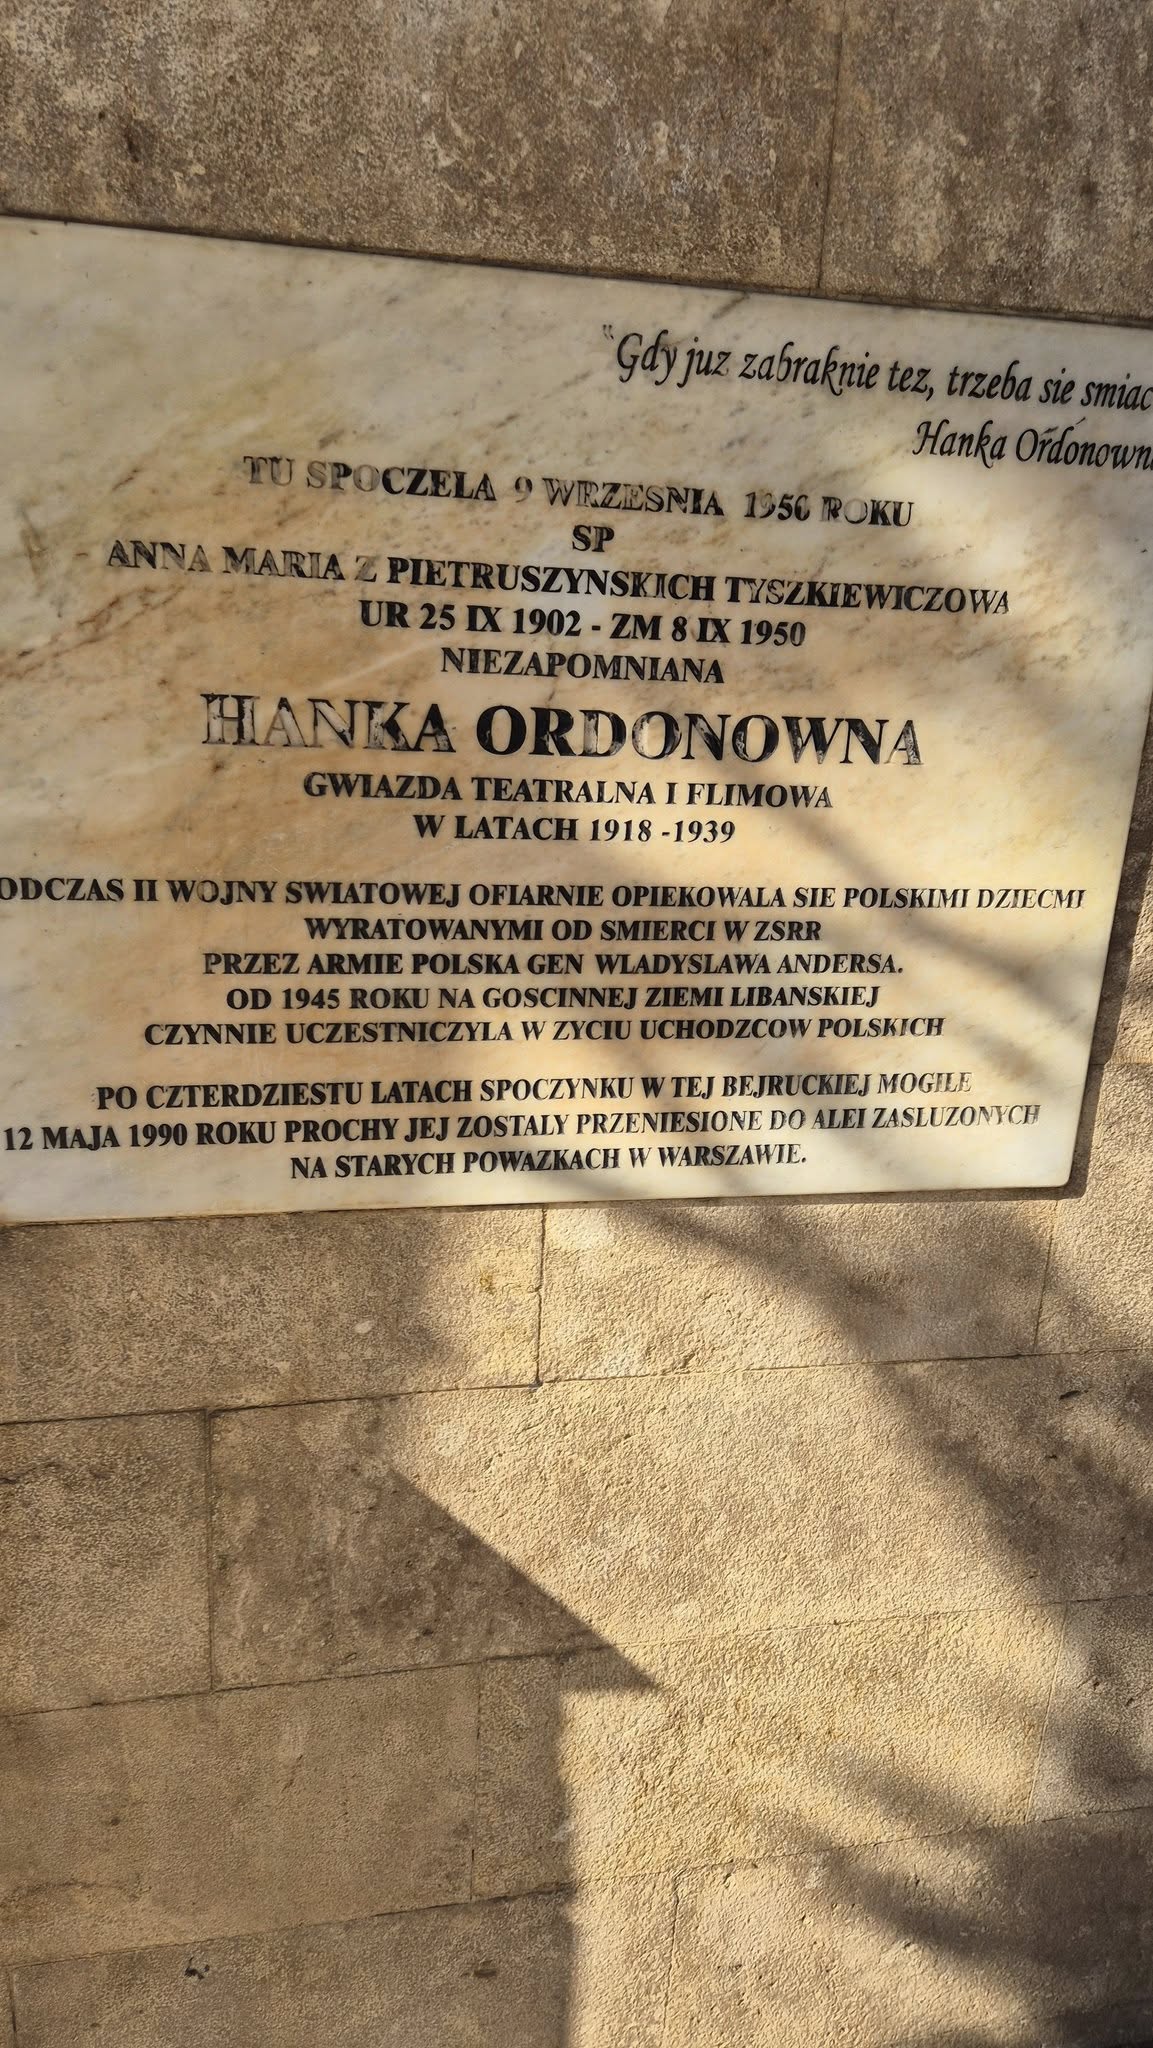 "Gdy juz zabraknie tez, trzeba sie smiac
Hanka Ordonowna
TU SPOCZELA 9 WRZESNIA 1950 ROKU
SP
ANNA MARIA Z PIETRUSZYNSKICH TYSZKIEWICZOWA
UR 25 IX 1902 - ZM 8 IX 1950
NIEZAPOMNIANA
HANKA ORDONOWNA
GWIAZDA TEATRALNA I FLIMOWA
W LATACH 1918 -1939
ODCZAS II WOJNY SWIATOWEJ OFIARNIE OPIEKOWALA SIE POLSKIMI DZIECMI
WYRATOWANYMI OD SMIERCI W ZSRR
PRZEZ ARMIE POLSKA GEN WLADYSLAWA ANDERSA.
OD 1945 ROKU NA GOSCINNEJ ZIEMI LIBANSKIEJ
CZYNNIE UCZESTNICZYLA W ZYCIU UCHODZCOW POLSKICH
PO CZTERDZIESTU LATACH SPOCZYNKU W TEJ BEJRUCKIEJ MOGILE
12 MAJA 1990 ROKU PROCHY JEJ ZOSTALY PRZENIESIONE DO ALEI ZASLUZONYCH
NA STARYCH POWAZKACH W WARSZAWIE.